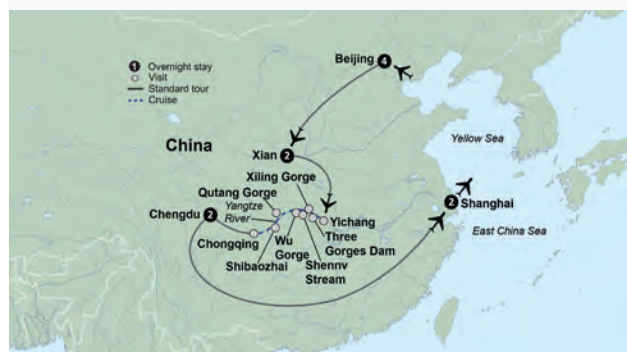 1 Overnight stay
Visit
Standard tour
Cruise
Beijing 4
Yellow Sea
China
Xian 2
Xiling Gorge
Qutang Gorge
Yangtze
River
Chengdu 2
Yichang
2 Shanghai
East China Sea
Chongqing
Wu
Gorge
Three
Gorges Dam
Shibaozhai
Shennv
Stream